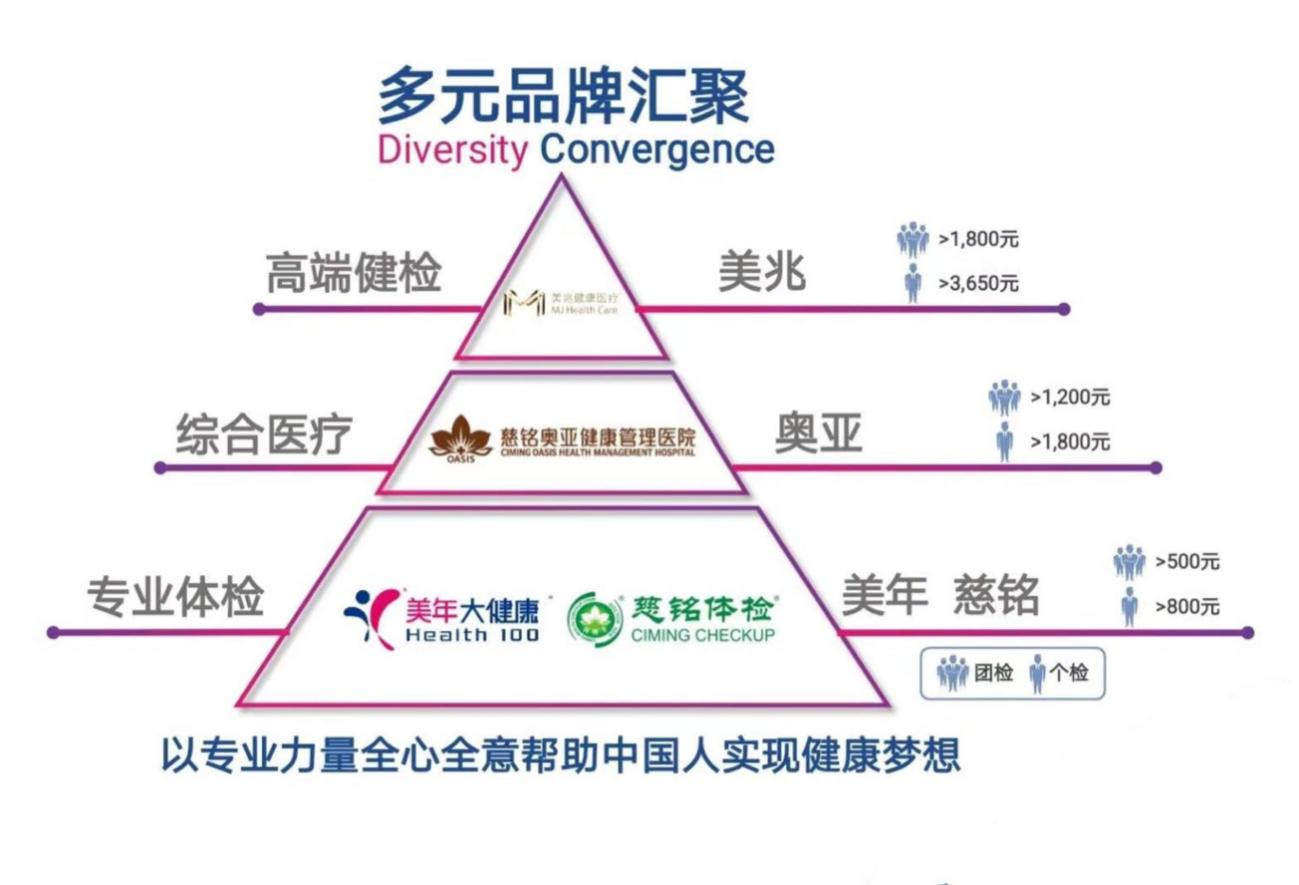 多元品牌汇聚
Diversity Convergence
高端健检
美兆健康医疗
MJ Health Care
美兆
>1,800元
>3,650元
综合医疗
OASIS
慈铭奥亚健康管理医院
CIMING OASIS HEALTH MANAGEMENT HOSPITAL
奥亚
>1,200元
>1,800元
专业体检
美年大健康
Health 100
慈铭体检
CIMING CHECKUP
美年 慈铭
>500元
>800元
团检 个检
以专业力量全心全意帮助中国人实现健康梦想